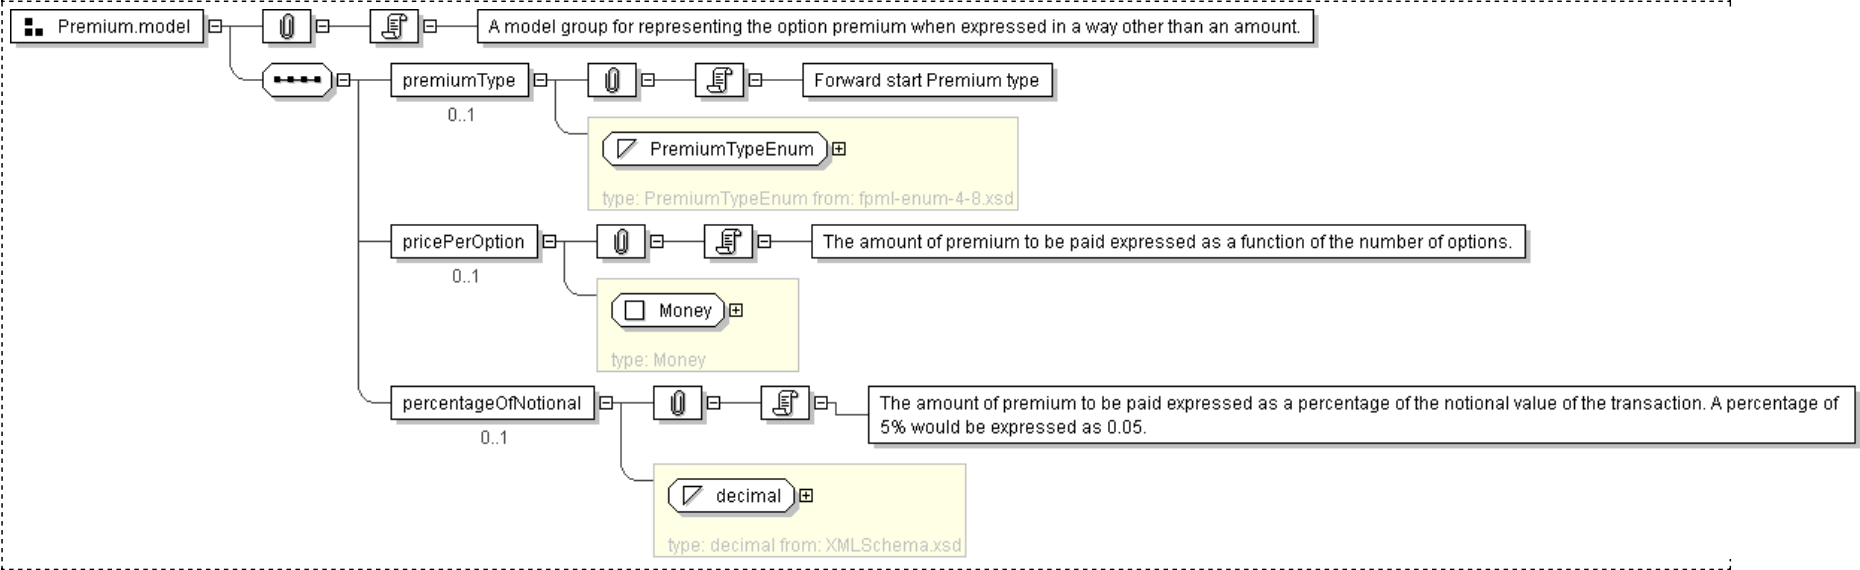 Premium.model
A model group for representing the option premium when expressed in a way other than an amount.
premiumType
Forward start Premium type
0..1
PremiumTypeEnum
type: PremiumTypeEnum from: fpml-enum-4-8.xsd
pricePerOption
The amount of premium to be paid expressed as a function of the number of options.
0..1
Money
type: Money
percentageOfNotional
The amount of premium to be paid expressed as a percentage of the notional value of the transaction. A percentage of
5% would be expressed as 0.05.
0..1
decimal
type: decimal from: XMLSchema.xsd